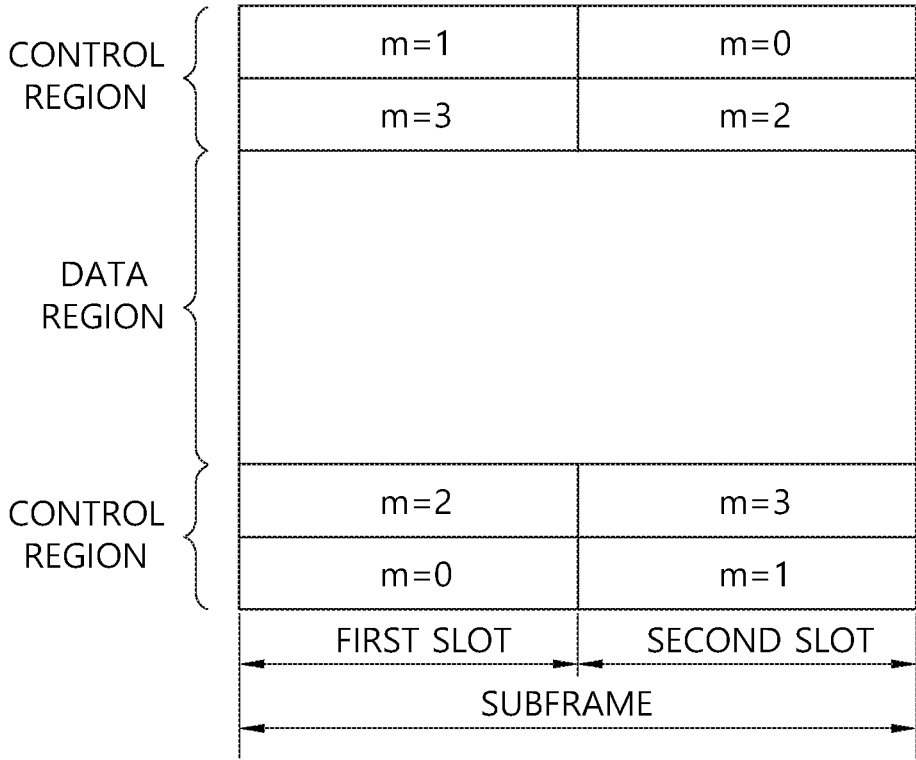 CONTROL
REGION
m=1
m=0
m=3
m=2
DATA
REGION
CONTROL
REGION
m=2
m=3
m=0
m=1
FIRST SLOT
SECOND SLOT
SUBFRAME